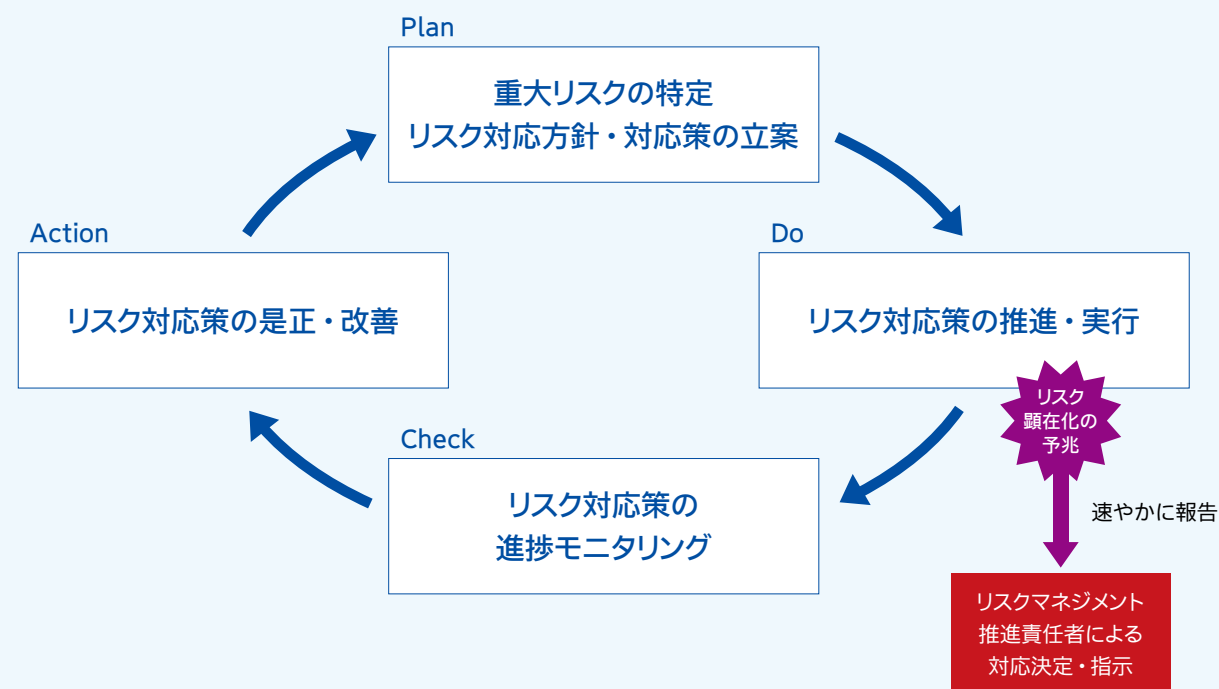 Plan
重大リスクの特定
リスク対応方針・対応策の立案
Action
リスク対応策の是正・改善
Do
リスク対応策の推進・実行
リスク
顕在化の
予兆
速やかに報告
リスクマネジメント
推進責任者による
対応決定・指示
Check
リスク対応策の
進捗モニタリング